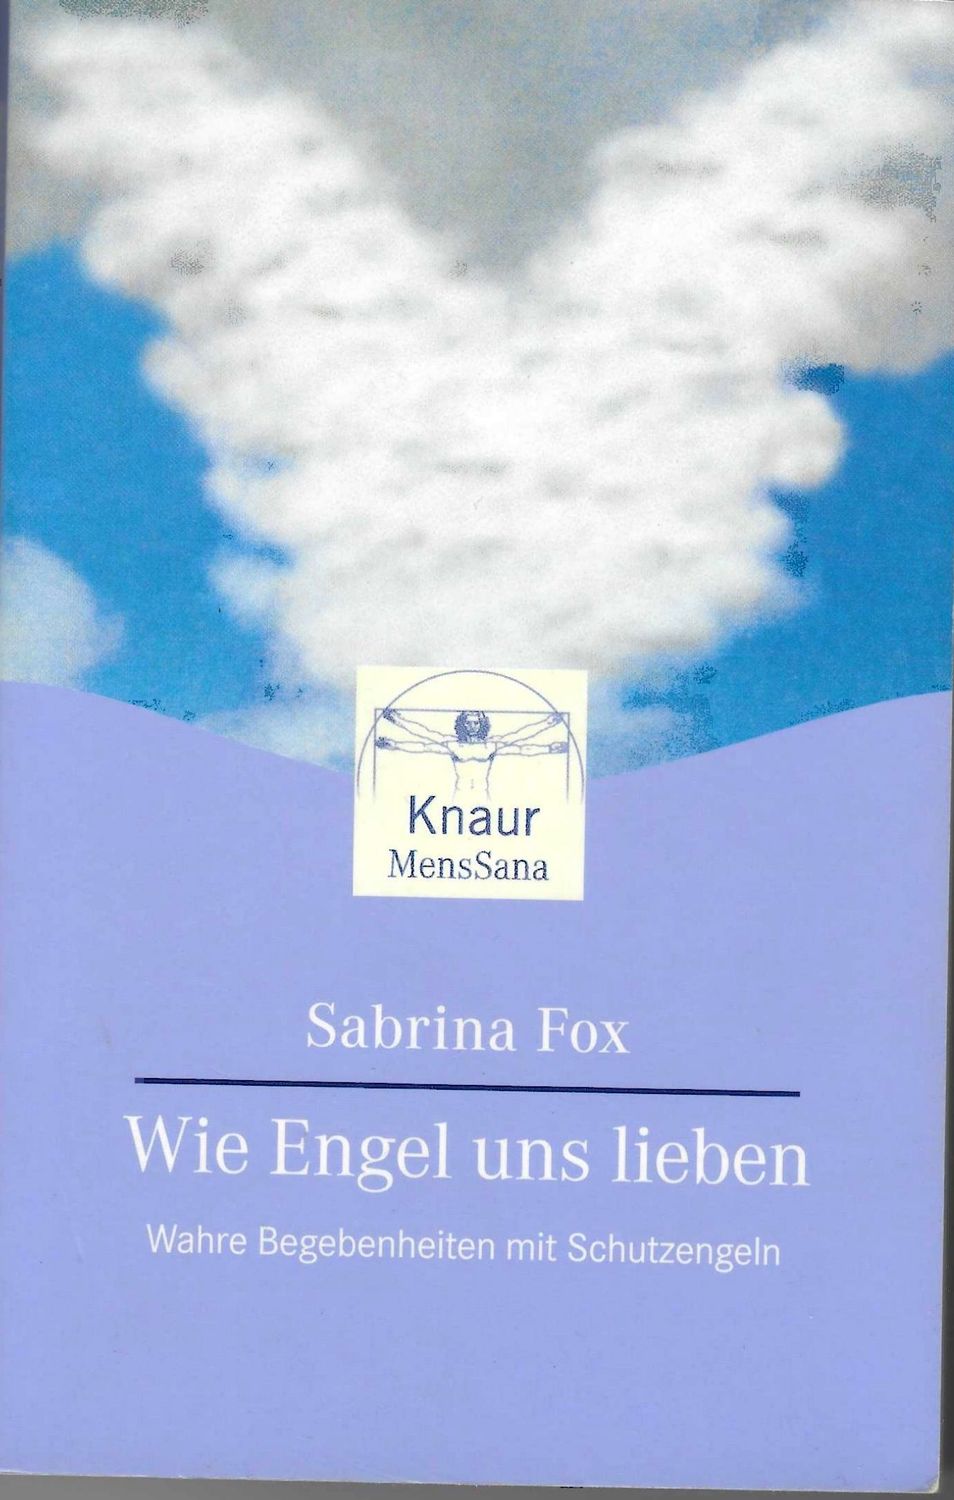 Knaur
MensSana
Sabrina Fox
Wie Engel uns lieben
Wahre Begebenheiten mit Schutzengeln